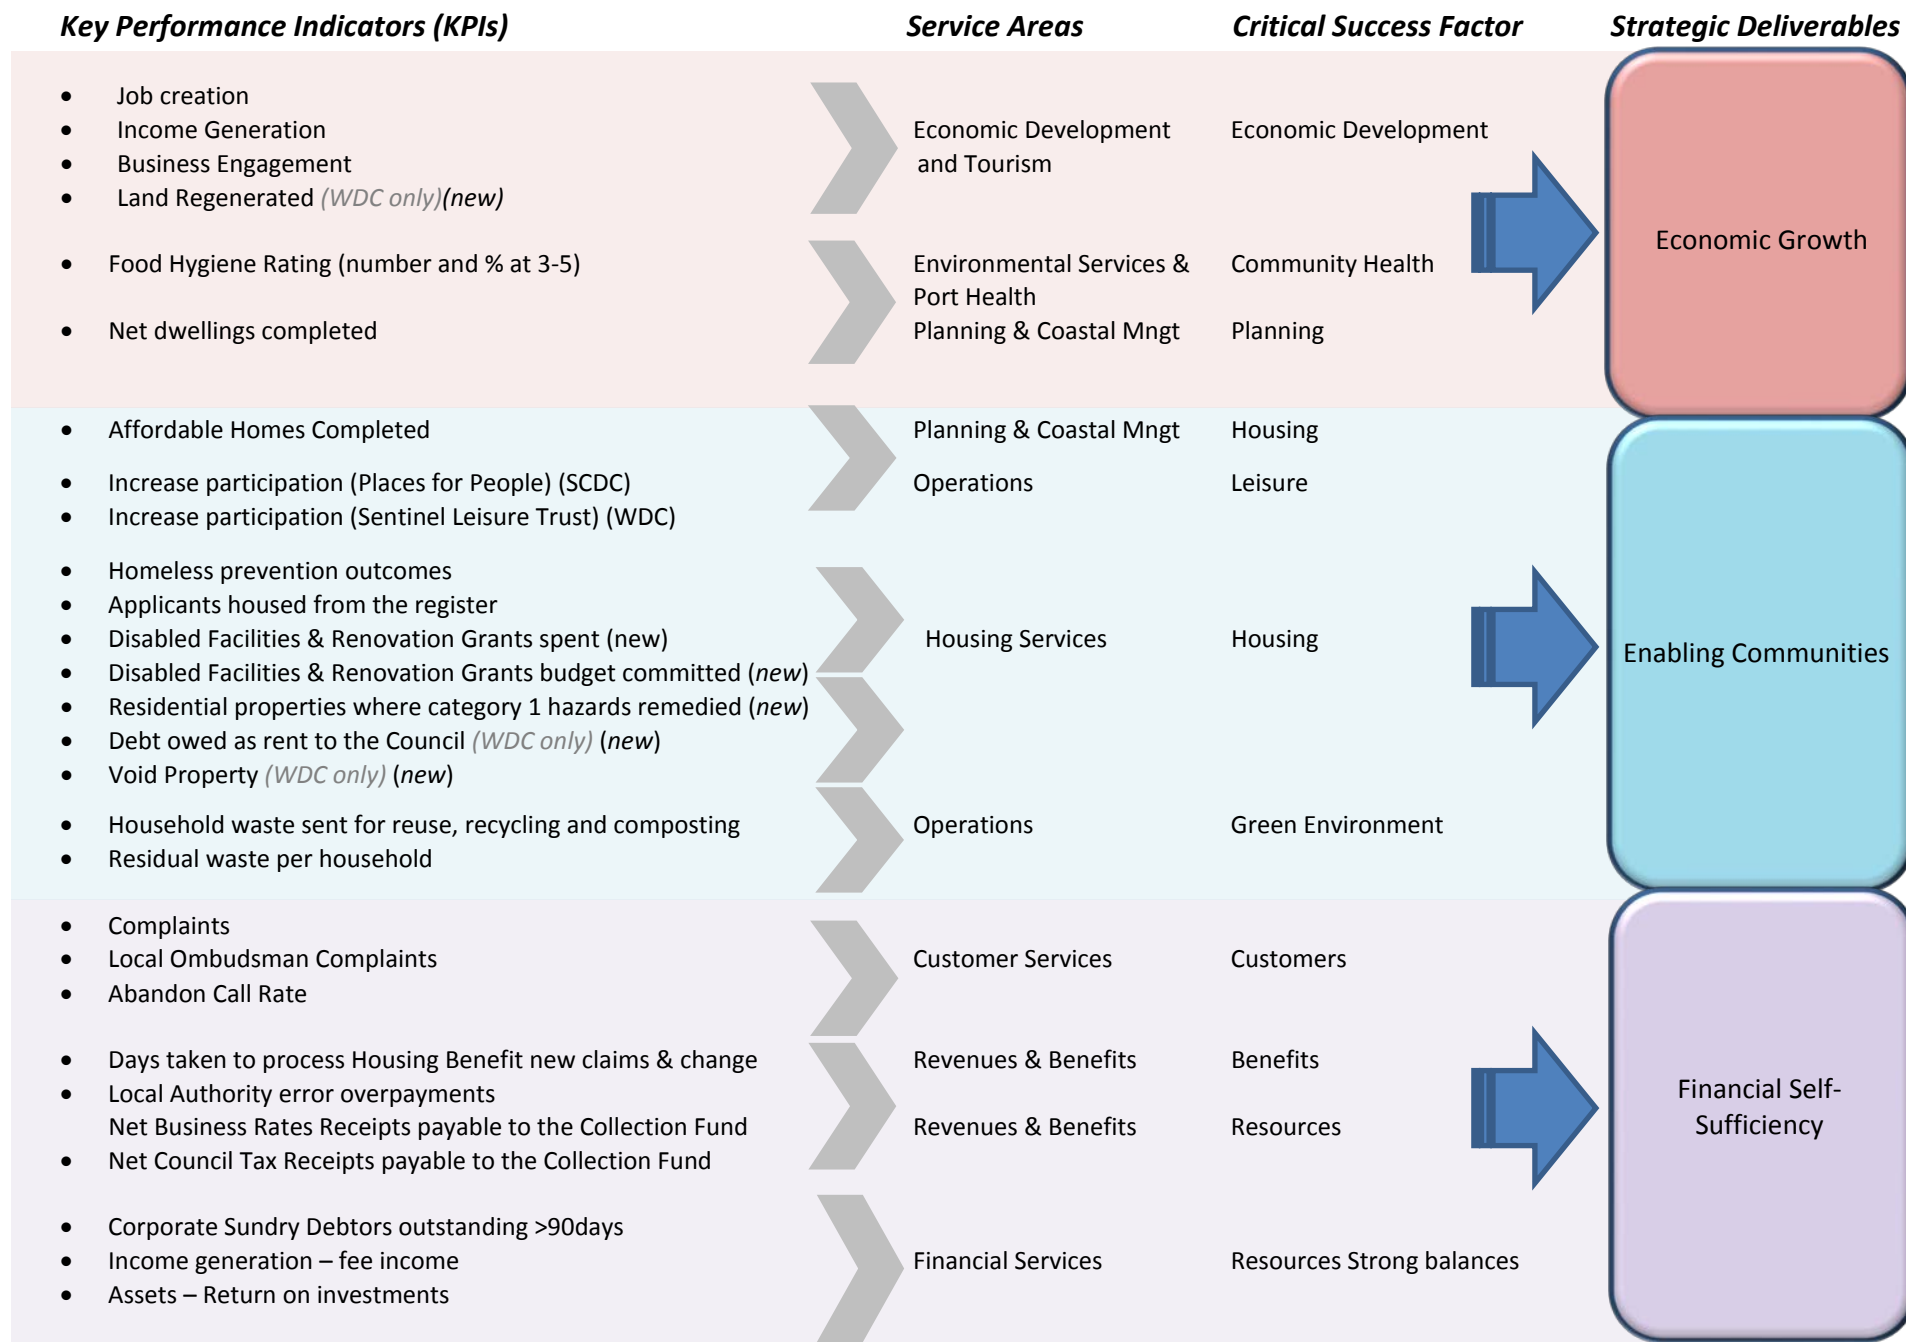 Key Performance Indicators (KPIs) Service Areas Critical Success Factor Strategic Deliverables
• Job creation
• Income Generation Economic Development Economic Development
• Business Engagement and Tourism
• Land Regenerated (WDC only)(new)
Economic Growth
• Food Hygiene Rating (number and % at 3-5) Environmental Services & Community Health
Port Health
• Net dwellings completed Planning & Coastal Mngt Planning
• Affordable Homes Completed Planning & Coastal Mngt Housing
• Increase participation (Places for People) (SCDC) Operations Leisure
• Increase participation (Sentinel Leisure Trust) (WDC)
• Homeless prevention outcomes
• Applicants housed from the register
• Disabled Facilities & Renovation Grants spent (new) Housing Services Housing
Enabling Communities
• Disabled Facilities & Renovation Grants budget committed (new)
• Residential properties where category 1 hazards remedied (new)
• Debt owed as rent to the Council (WDC only) (new)
• Void Property (WDC only) (new)
• Household waste sent for reuse, recycling and composting Operations Green Environment
• Residual waste per household
• Complaints
• Local Ombudsman Complaints Customer Services Customers
• Abandon Call Rate
• Days taken to process Housing Benefit new claims & change Revenues & Benefits Benefits
• Local Authority error overpayments Financial Self-
Net Business Rates Receipts payable to the Collection Fund Revenues & Benefits Resources Sufficiency
• Net Council Tax Receipts payable to the Collection Fund
• Corporate Sundry Debtors outstanding >90days
• Income generation – fee income Financial Services Resources Strong balances
• Assets – Return on investments